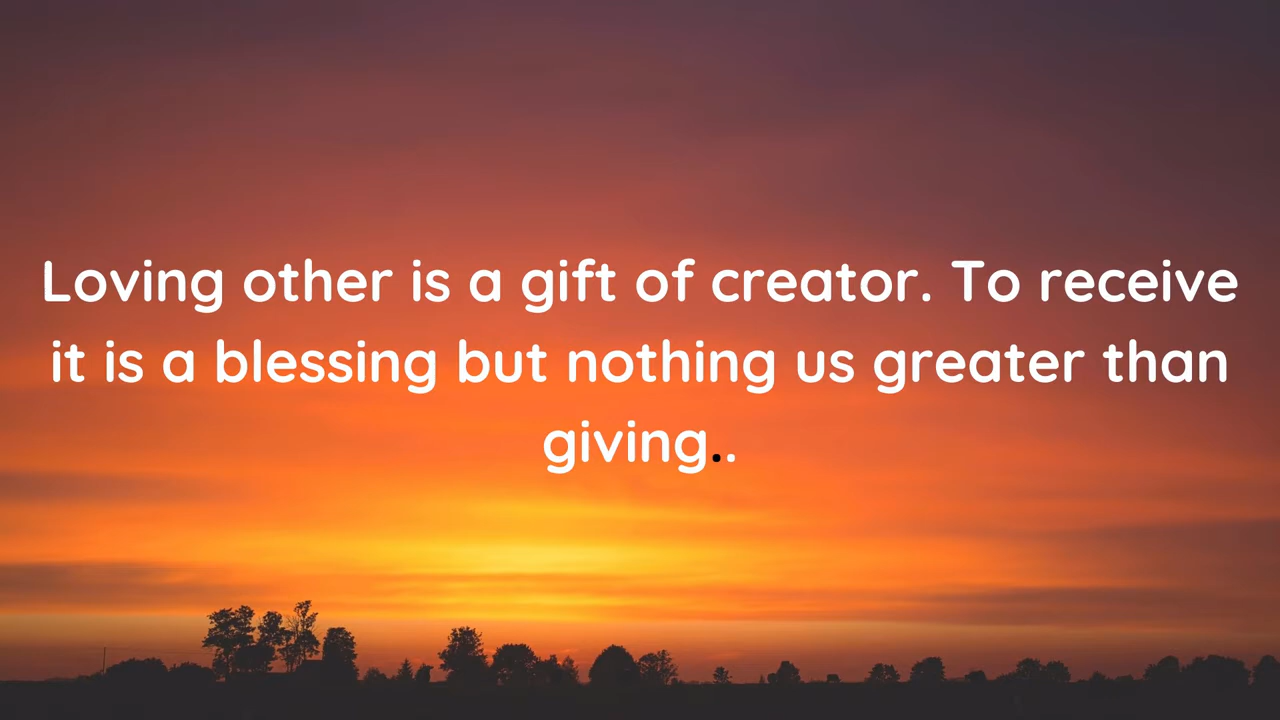 Loving other is a gift of creator. To receive
it is a blessing but nothing us greater than
giving..